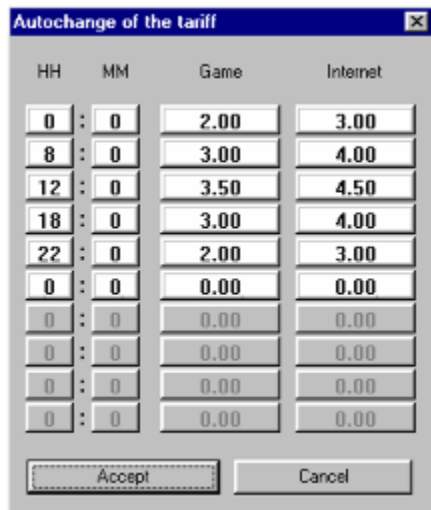 Autochange of the tariff
HH MM Game Internet
0 : 0 2.00 3.00
8 : 0 3.00 4.00
12 : 0 3.50 4.50
18 : 0 3.00 4.00
22 : 0 2.00 3.00
0 : 0 0.00 0.00
0 : 0 0.00 0.00
0 : 0 0.00 0.00
0 : 0 0.00 0.00
0 : 0 0.00 0.00
Accept Cancel